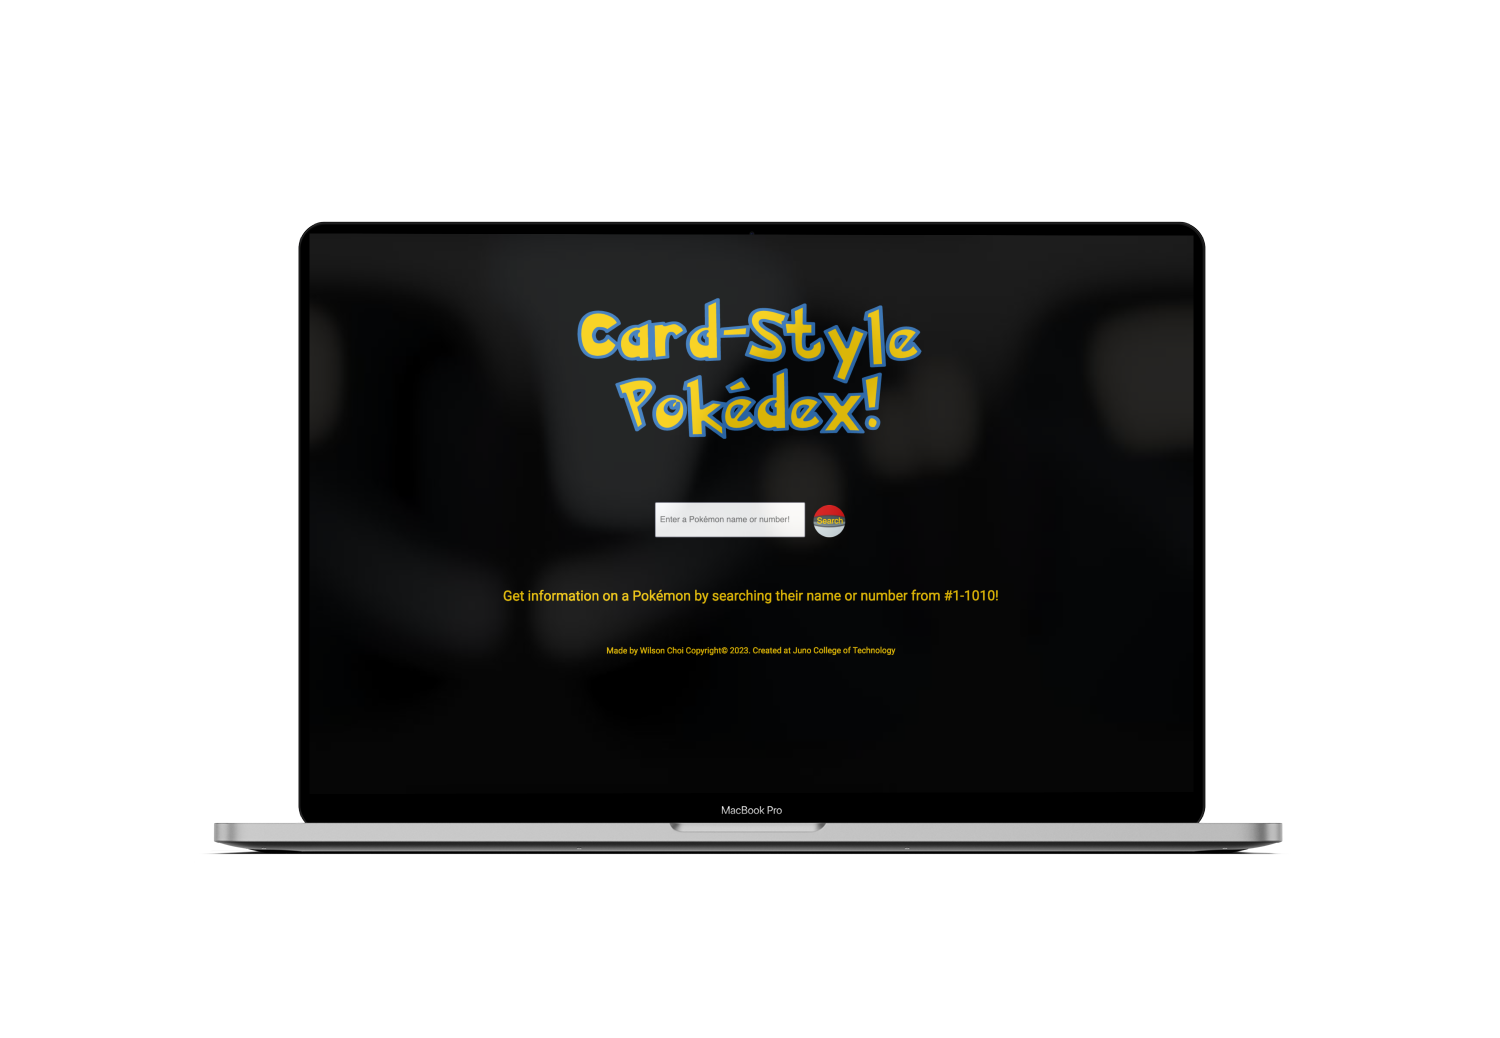 Card-Style
Pokédex!
Enter a Pokémon name or number!
Search
Get information on a Pokémon by searching their name or number from #1-1010!
Made by Wilson Choi Copyright© 2023. Created at Juno College of Technology
MacBook Pro